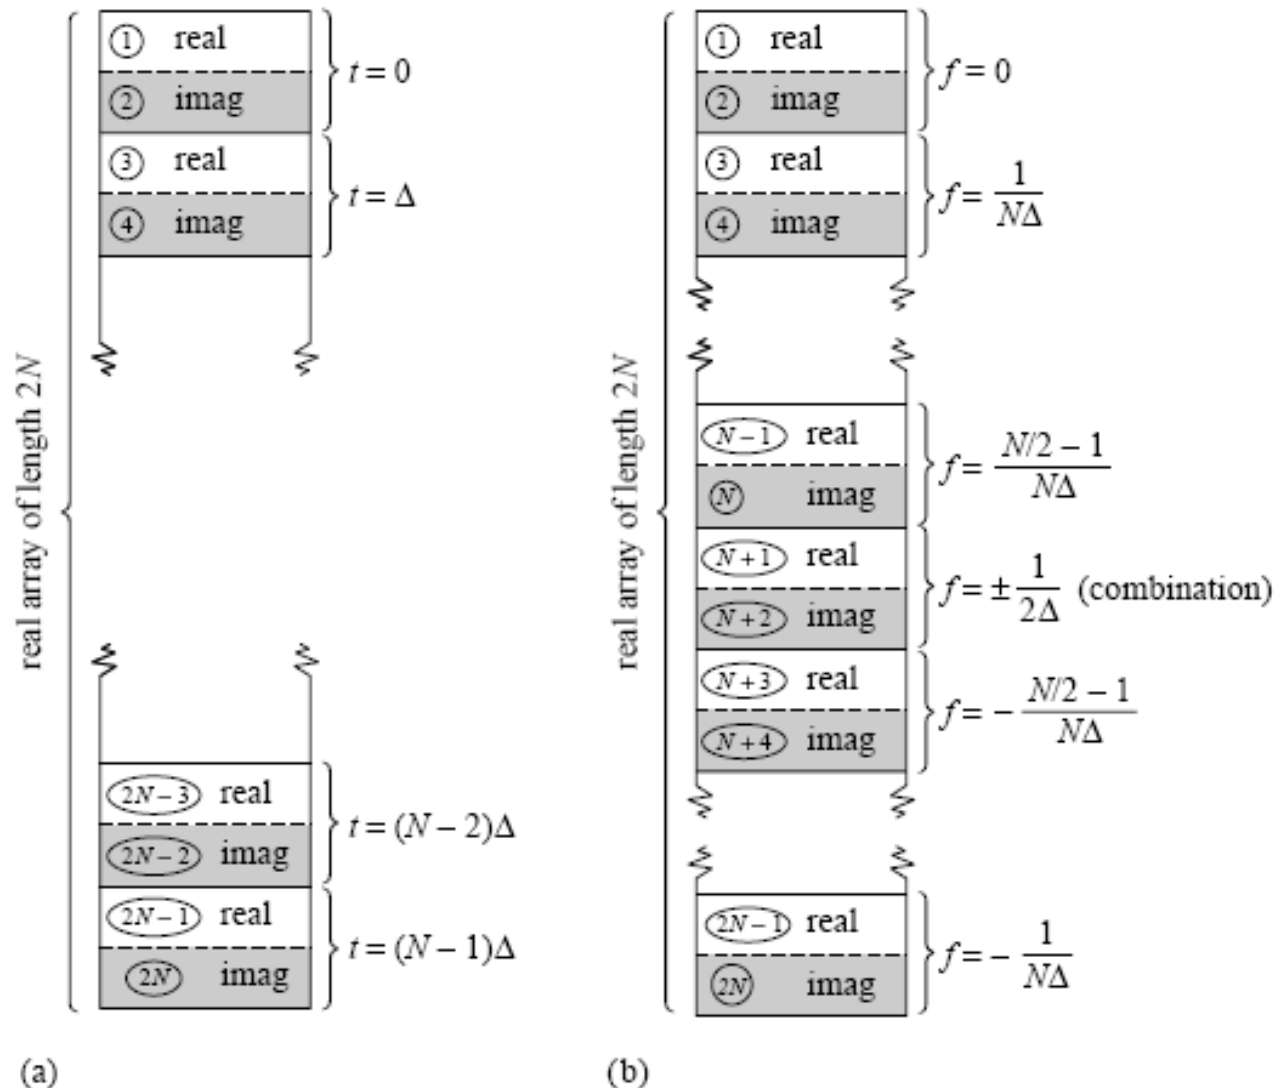 real array of length 2N
① real
② imag
t = 0
③ real
④ imag
t = Δ
2N − 3 real
2N − 2 imag
t = (N − 2)Δ
2N − 1 real
2N imag
t = (N − 1)Δ
(a)
real array of length 2N
① real
② imag
f = 0
③ real
④ imag
f = 1/NΔ
N − 1 real
N imag
f = N/2 − 1/NΔ
N + 1 real
N + 2 imag
f = ± 1/2Δ (combination)
N + 3 real
N + 4 imag
f = − N/2 − 1/NΔ
2N − 1 real
2N imag
f = − 1/NΔ
(b)